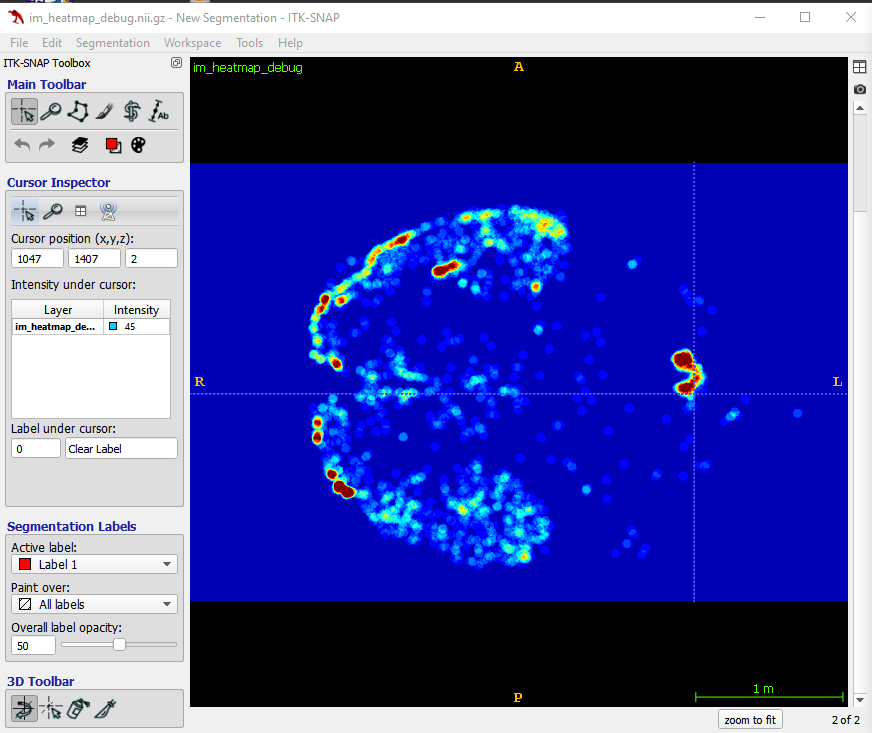 im_heatmap_debug.nii.gz - New Segmentation - ITK-SNAP
File Edit Segmentation Workspace Tools Help
ITK-SNAP Toolbox
Main Toolbar
Ab
Cursor Inspector
Cursor position (x,y,z):
1047 1407 2
Intensity under cursor:
Layer Intensity
im_heatmap_de... 45
Label under cursor:
0 Clear Label
Segmentation Labels
Active label:
Label 1
Paint over:
All labels
Overall label opacity:
50
3D Toolbar
im_heatmap_debug
A
R
L
P
1 m
zoom to fit
2 of 2